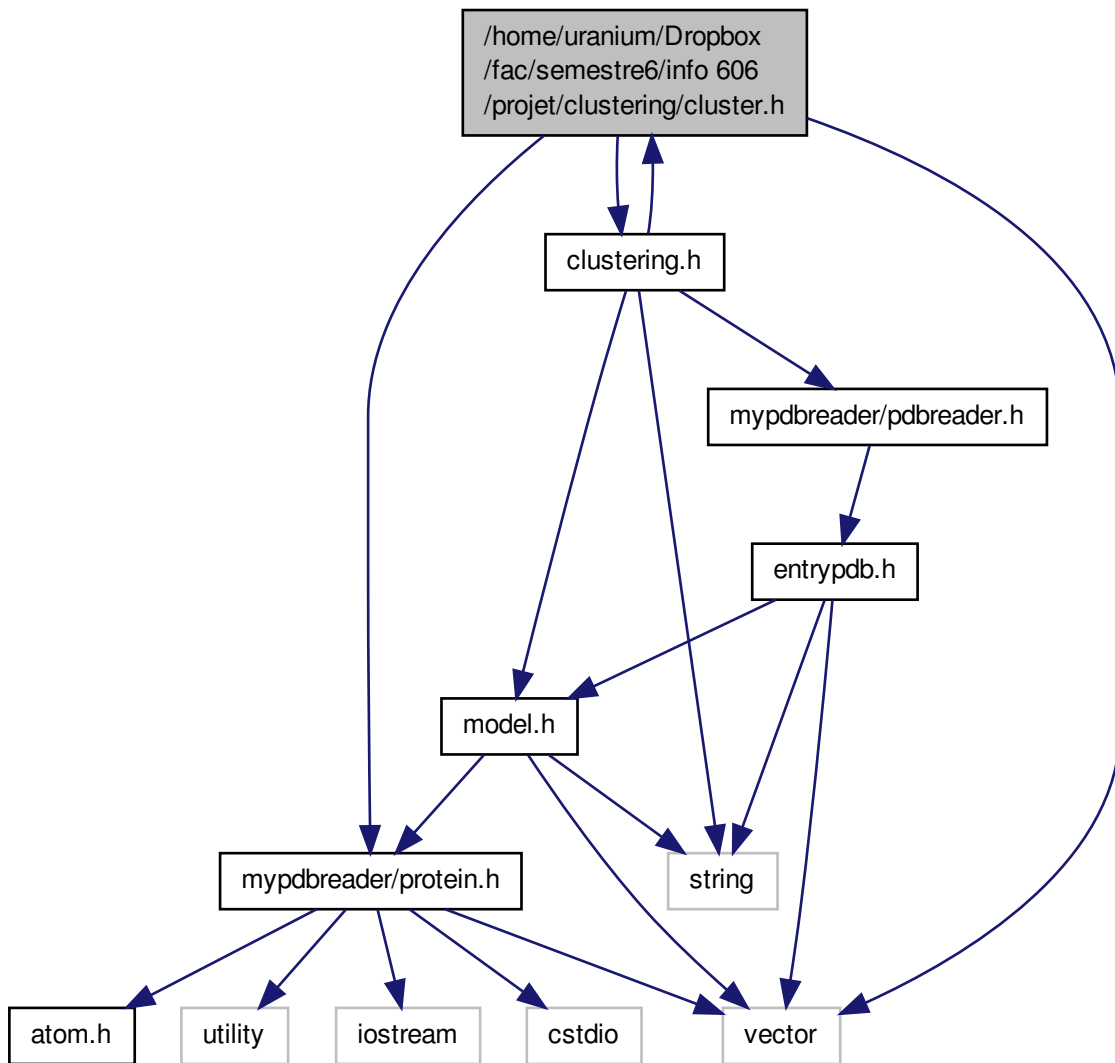 /home/uranium/Dropbox
/fac/semestre6/info 606
/projet/clustering/cluster.h
clustering.h
mypdbreader/pdbreader.h
entrypdb.h
model.h
mypdbreader/protein.h
string
atom.h
utility
iostream
cstdio
vector